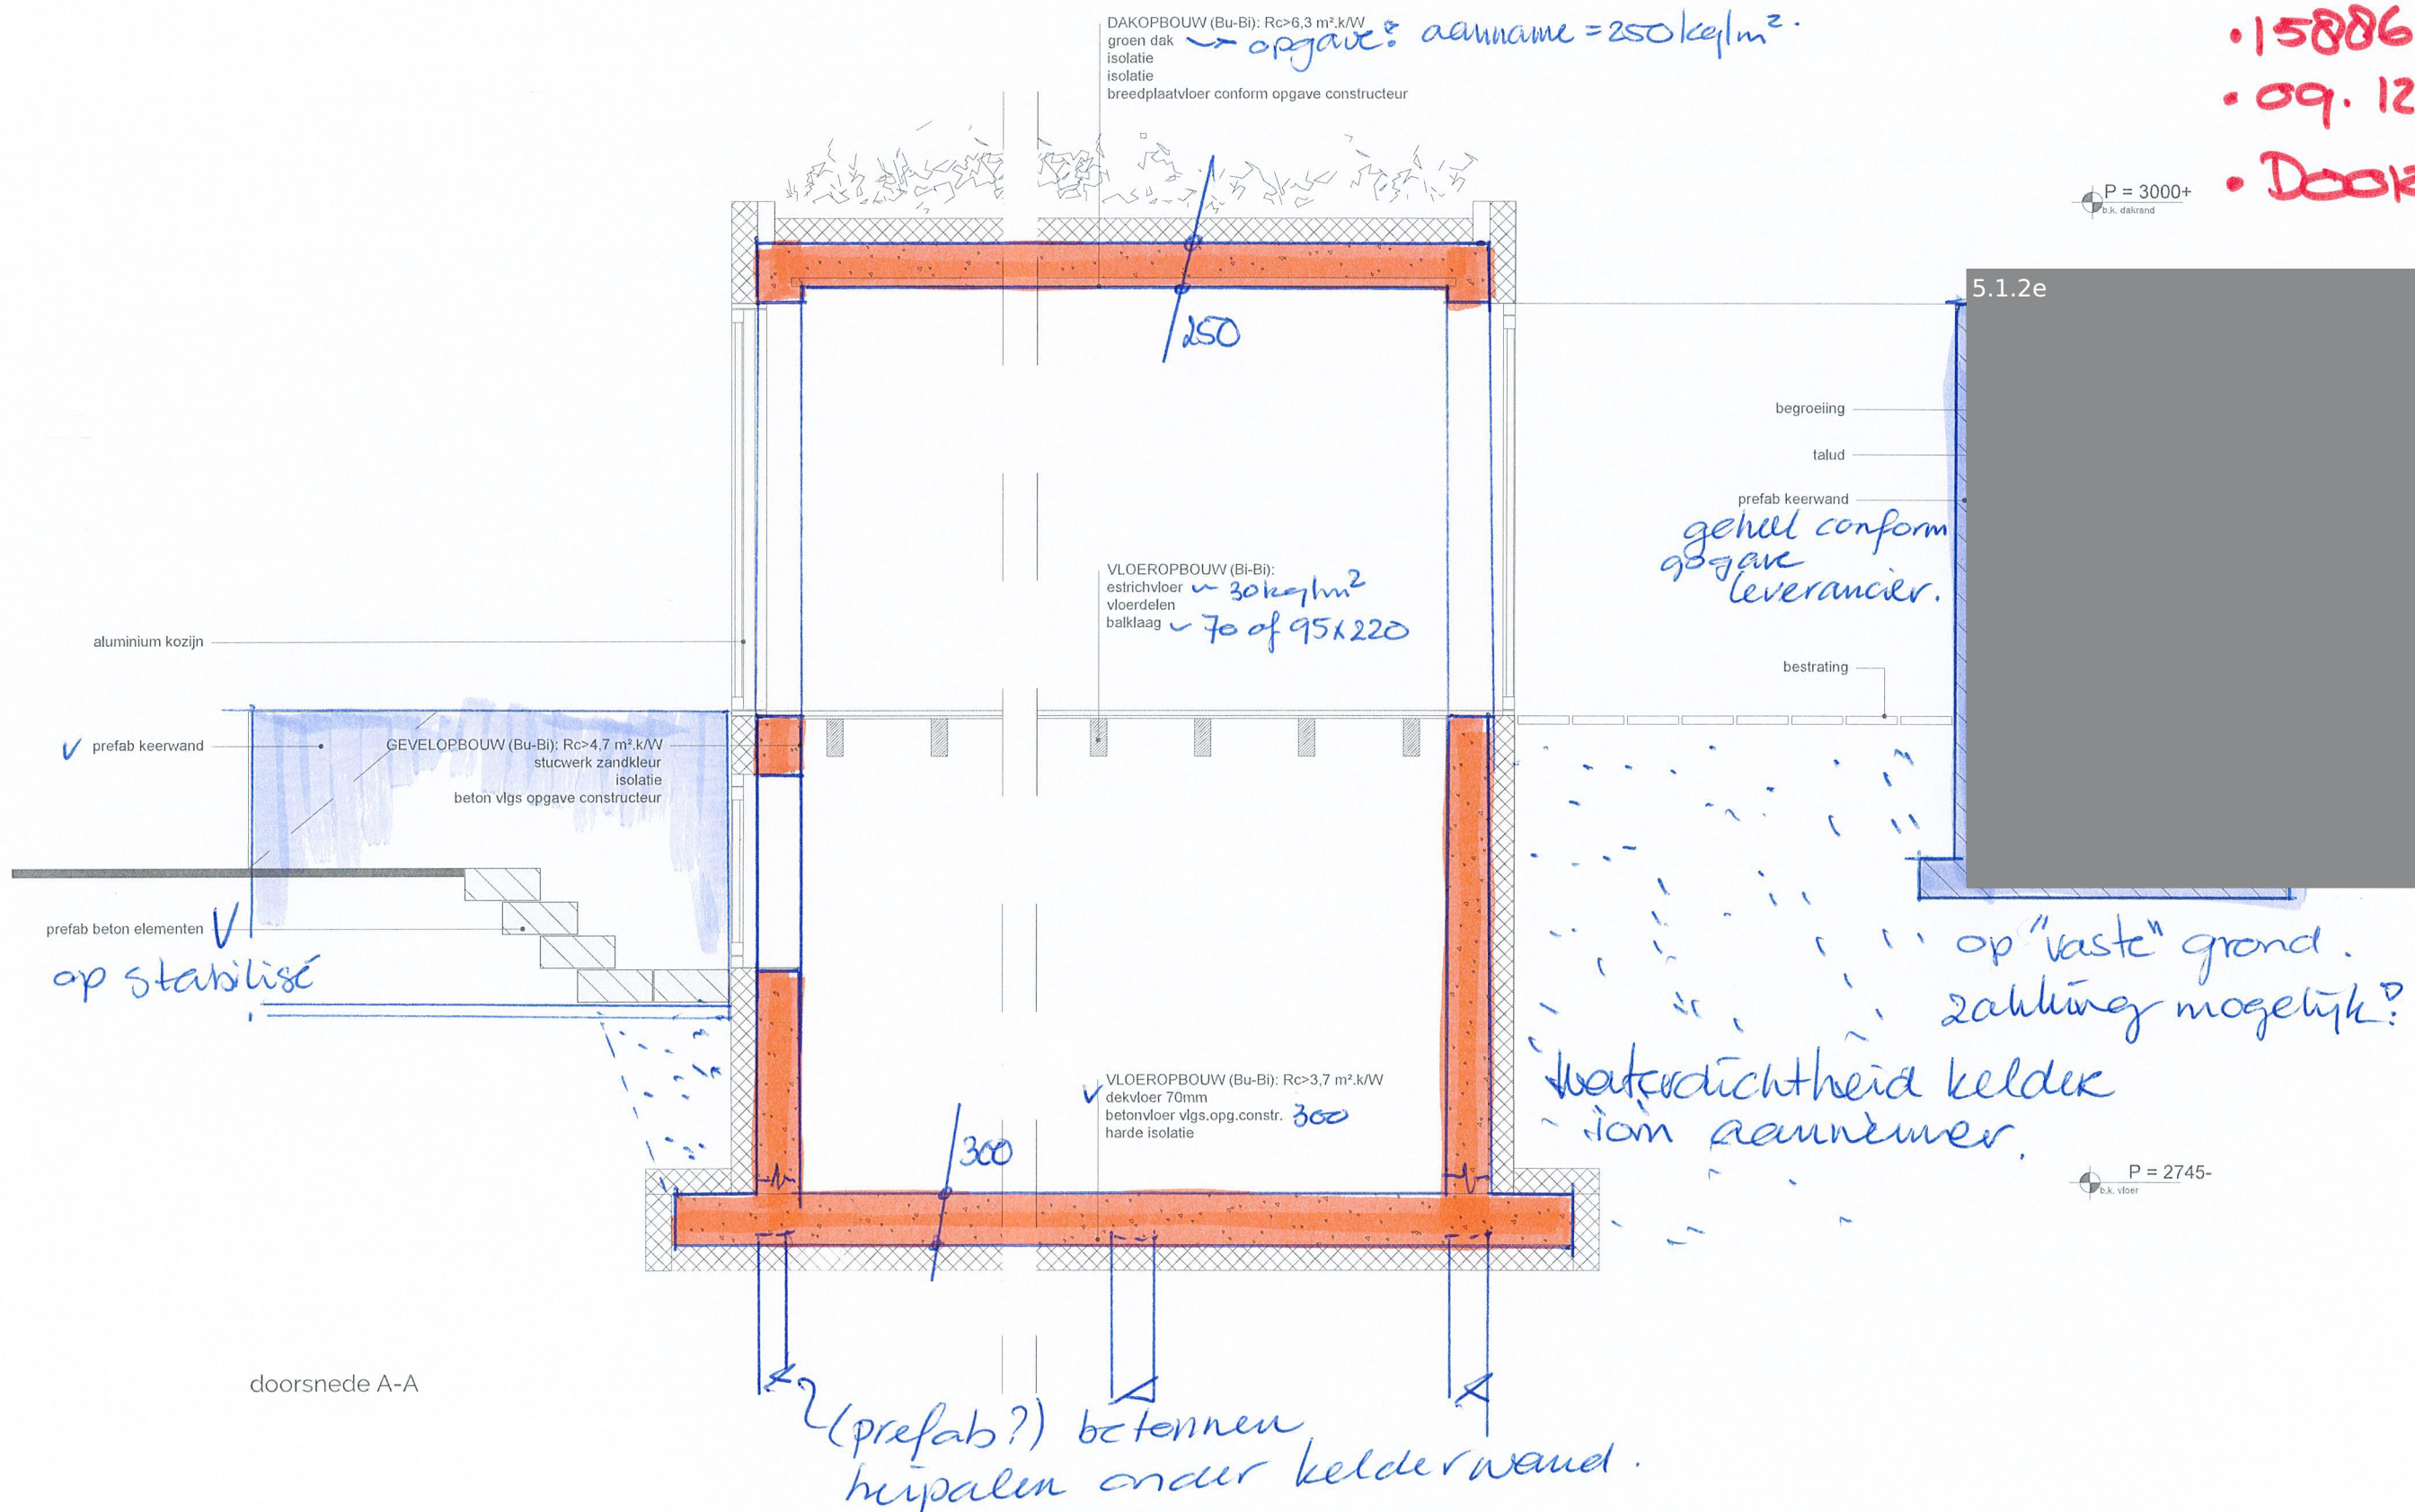 DAKOPBOUW (Bu-Bi): Rc>6,3 m².k/W
groen dak opgave? aanname = 250 kg/m².
isolatie
isolatie
breedplaatvloer conform opgave constructeur
•15886
• 09. 12
• DOOR
P = 3000+
b.k. dakrand
5.1.2e
250
begroeiing
talud
prefab keerwand
geheel conform
opgave
leverancier.
VLOEROPBOUW (Bi-Bi):
estrichvloer ~ 30 kg/m²
vloerdelen
balklaag ~ 70 of 95x220
aluminium kozijn
bestrating
V prefab keerwand
GEVELOPBOUW (Bu-Bi): Rc>4,7 m².k/W
stucwerk zandkleur
isolatie
beton vlgs opgave constructeur
prefab beton elementen V
op stabilisé
op "vaste" grond.
zakking mogelijk?
waterdichtheid kelder
iom aannemer.
V VLOEROPBOUW (Bu-Bi): Rc>3,7 m².k/W
dekvloer 70mm
betonvloer vlgs.opg.constr. 300
harde isolatie
300
P = 2745-
b.k. vloer
doorsnede A-A
(prefab?) betonnen
heipalen onder kelderwand.